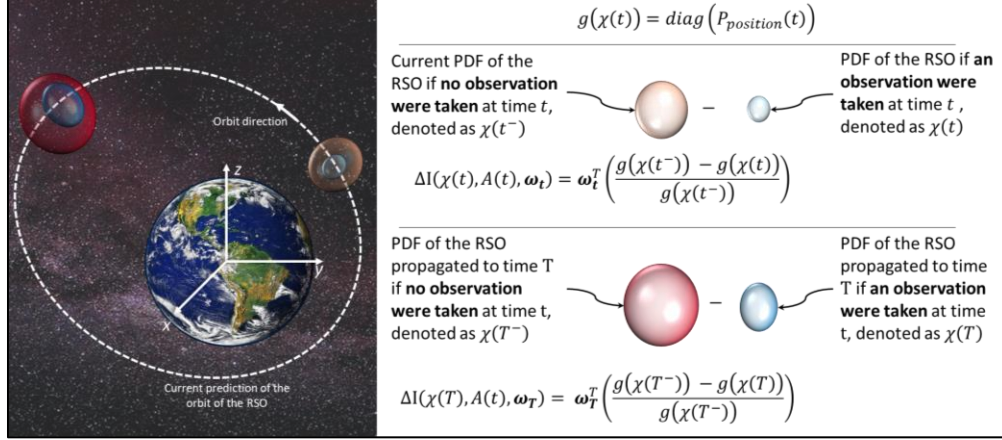 Orbit direction
Z
y
x
Current prediction of the
orbit of the RSO
g(χ(t)) = diag(P_position(t))
Current PDF of the
RSO if no observation
were taken at time t,
denoted as χ(t⁻)
−
PDF of the RSO if an
observation were
taken at time t ,
denoted as χ(t)
ΔI(χ(t), A(t), ω_t) = ω_t^T ( (g(χ(t⁻)) − g(χ(t))) / g(χ(t⁻)) )
PDF of the RSO
propagated to time T
if no observation
were taken at time t,
denoted as χ(T⁻)
−
PDF of the RSO
propagated to time
T if an observation
were taken at time
t, denoted as χ(T)
ΔI(χ(T), A(t), ω_T) = ω_T^T ( (g(χ(T⁻)) − g(χ(T))) / g(χ(T⁻)) )